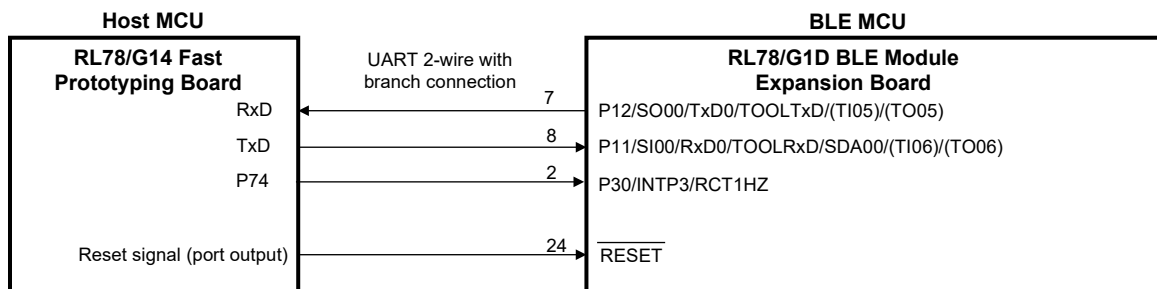 Host MCU
BLE MCU
RL78/G14 Fast
Prototyping Board
UART 2-wire with
branch connection
RL78/G1D BLE Module
Expansion Board
RxD
7
P12/SO00/TxD0/TOOLTxD/(TI05)/(TO05)
TxD
8
P11/SI00/RxD0/TOOLRxD/SDA00/(TI06)/(TO06)
P74
2
P30/INTP3/RCT1HZ
Reset signal (port output)
24
RESET